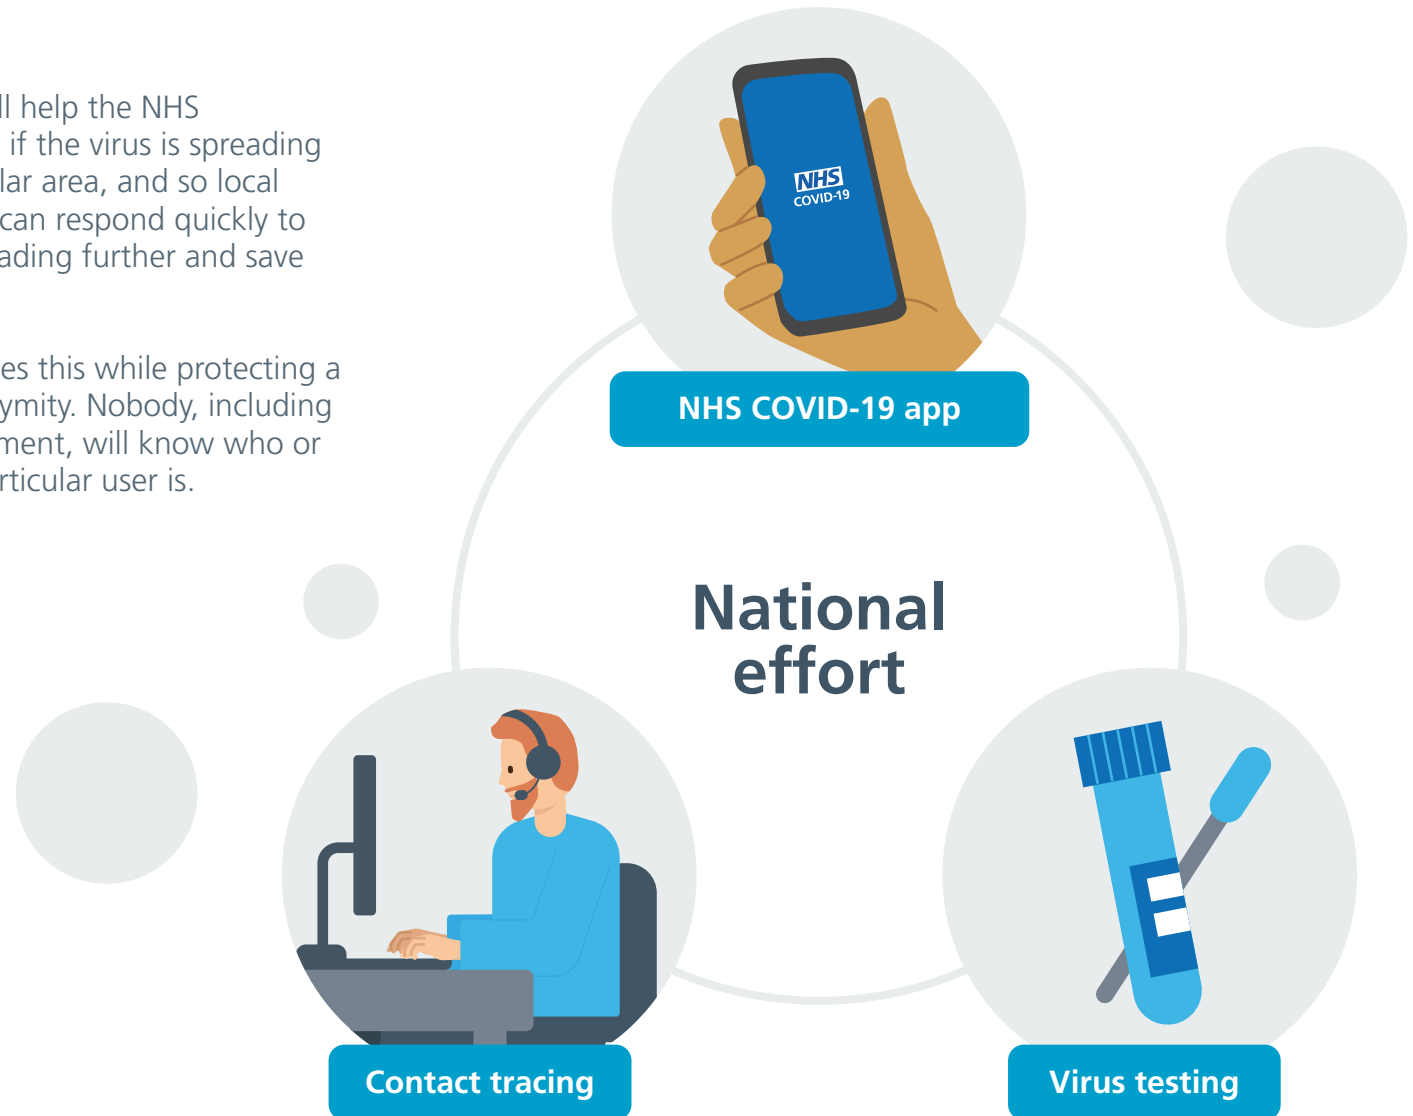 ll help the NHS
if the virus is spreading
lar area, and so local
can respond quickly to
ading further and save
es this while protecting a
ymity. Nobody, including
ment, will know who or
rticular user is.
NHS
COVID-19
NHS COVID-19 app
National
effort
Contact tracing
Virus testing